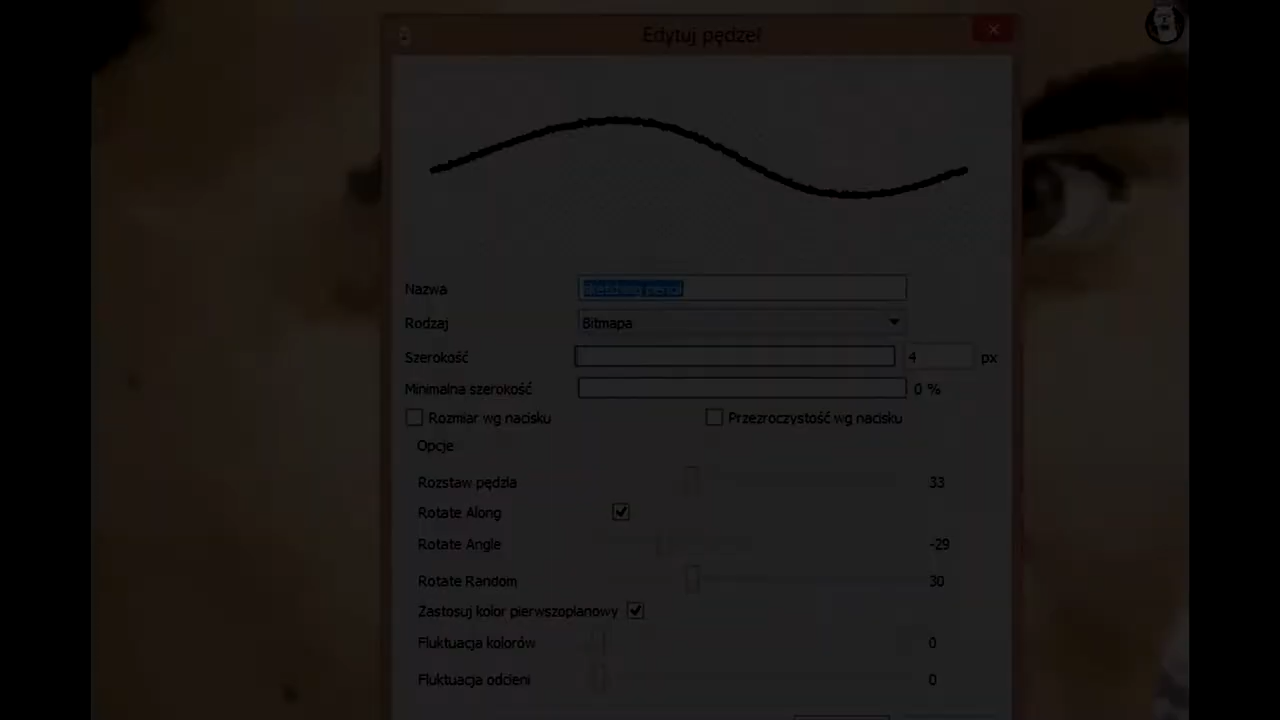 Edytuj pędzel
Nazwa sketching pencil
Rodzaj Bitmapa
Szerokość 4 px
Minimalna szerokość 0 %
Rozmiar wg nacisku Przezroczystość wg nacisku
Opcje
Rozstaw pędzla 33
Rotate Along
Rotate Angle -29
Rotate Random 30
Zastosuj kolor pierwszoplanowy
Fluktuacja kolorów 0
Fluktuacja odcieni 0